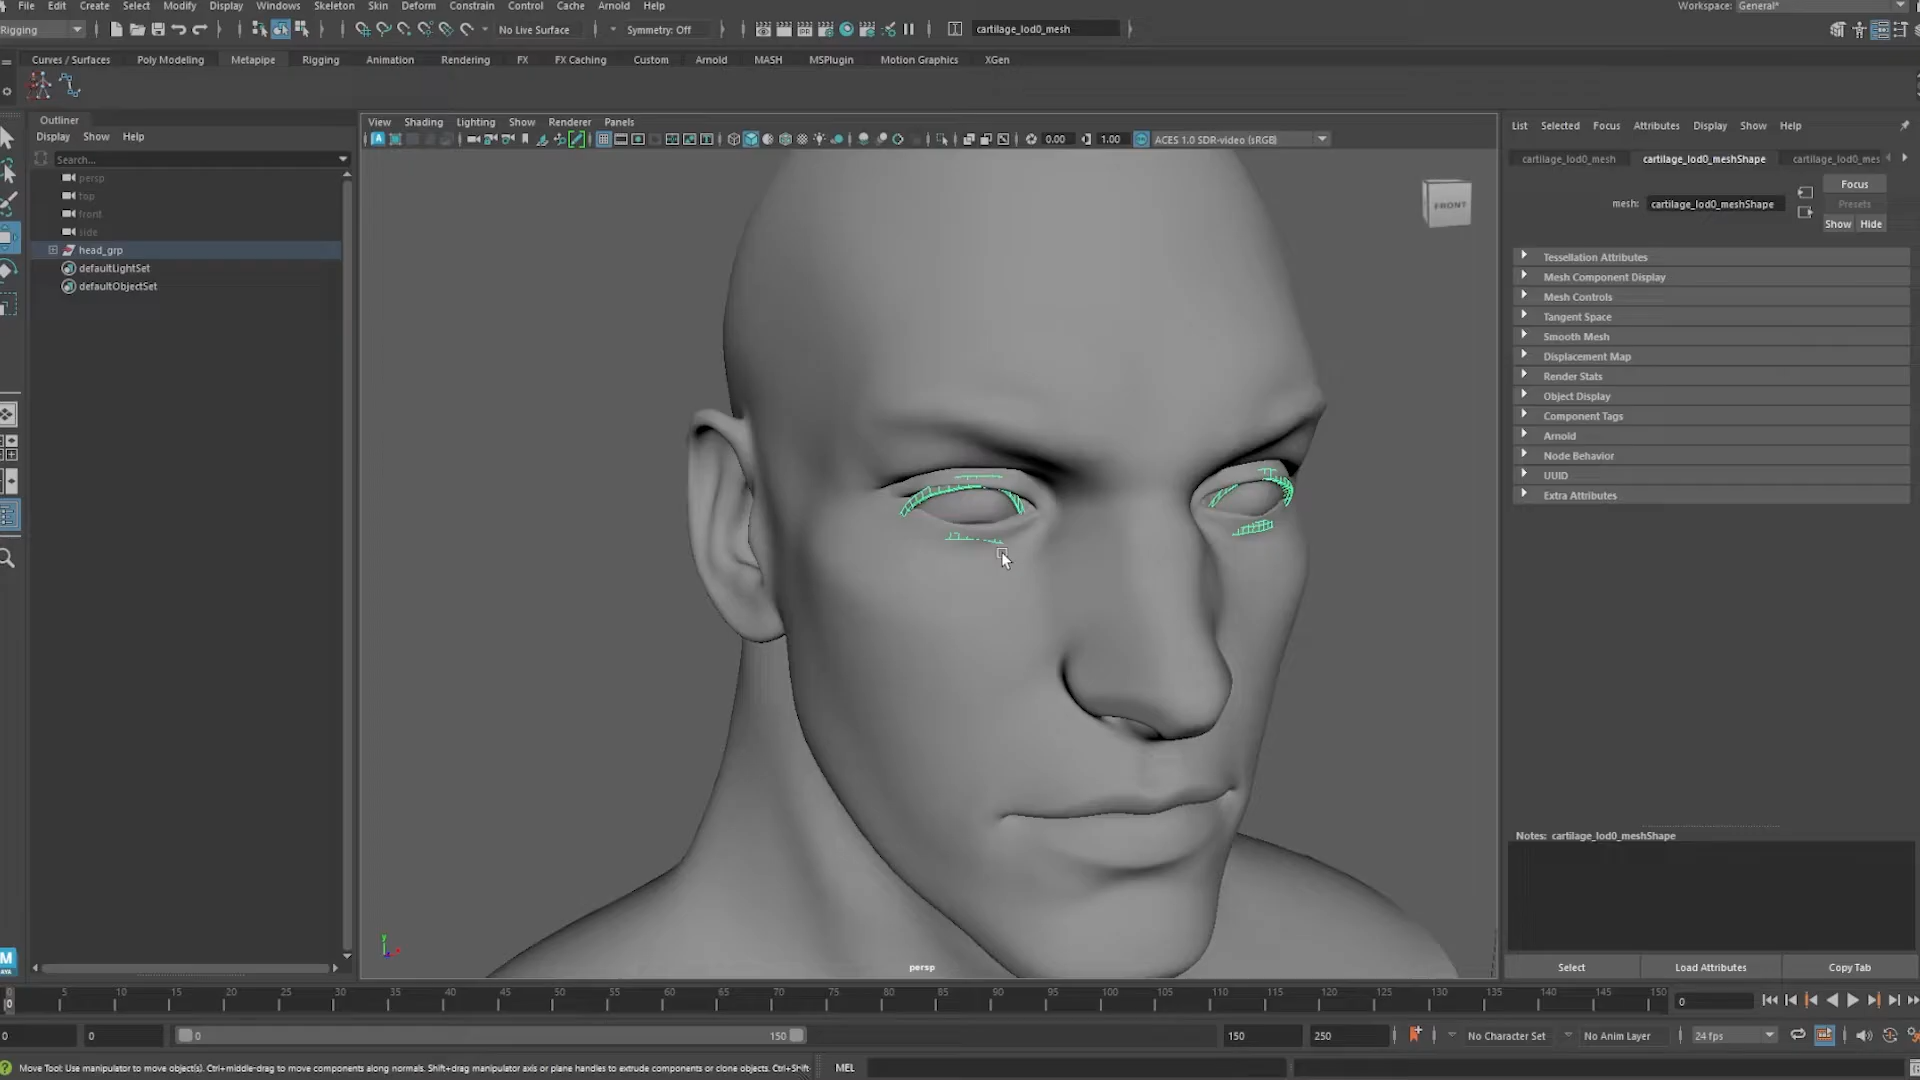 File Edit Create Select Modify Display Windows Skeleton Skin Deform Constrain Control Cache Arnold Help
Workspace: General*
Rigging
No Live Surface
Symmetry: Off
cartilage_lod0_mesh
Curves / Surfaces Poly Modeling Metapipe Rigging Animation Rendering FX FX Caching Custom Arnold MASH MSPlugin Motion Graphics XGen
Outliner
Display Show Help
Search...
persp
top
front
side
head_grp
defaultLightSet
defaultObjectSet
View Shading Lighting Show Renderer Panels
0.00 1.00 ACES 1.0 SDR-video (sRGB)
FRONT
persp
List Selected Focus Attributes Display Show Help
cartilage_lod0_mesh cartilage_lod0_meshShape cartilage_lod0_mes
Focus
mesh: cartilage_lod0_meshShape
Presets
Show Hide
Tessellation Attributes
Mesh Component Display
Mesh Controls
Tangent Space
Smooth Mesh
Displacement Map
Render Stats
Object Display
Component Tags
Arnold
Node Behavior
UUID
Extra Attributes
Notes: cartilage_lod0_meshShape
Select Load Attributes Copy Tab
0 5 10 15 20 25 30 35 40 45 50 55 60 65 70 75 80 85 90 95 100 105 110 115 120 125 130 135 140 145 150
0
0 0 0 150 150 250 No Character Set No Anim Layer 24 fps
Move Tool: Use manipulator to move object(s). Ctrl+middle-drag to move components along normals. Shift+drag manipulator axis or plane handles to extrude components or clone objects. Ctrl+Shift
MEL